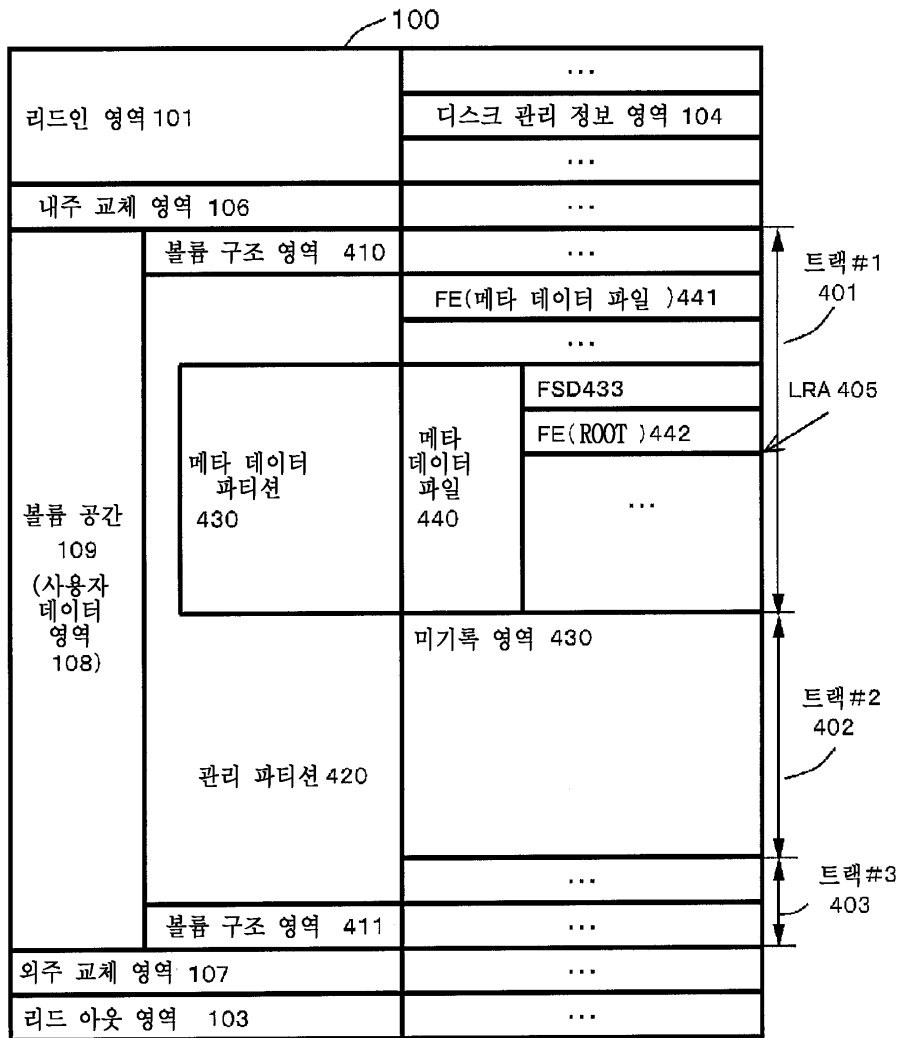 100
…
리드인 영역 101
디스크 관리 정보 영역 104
…
내주 교체 영역 106
…
볼륨 구조 영역 410
…
트랙#1
401
FE(메타 데이터 파일 )441
…
메타 데이터
파티션
430
메타
데이터
파일
440
FSD433
FE(ROOT )442
…
LRA 405
볼륨 공간
109
(사용자
데이터
영역
108)
미기록 영역 430
트랙#2
402
관리 파티션 420
…
트랙#3
403
볼륨 구조 영역 411
…
외주 교체 영역 107
…
리드 아웃 영역 103
…